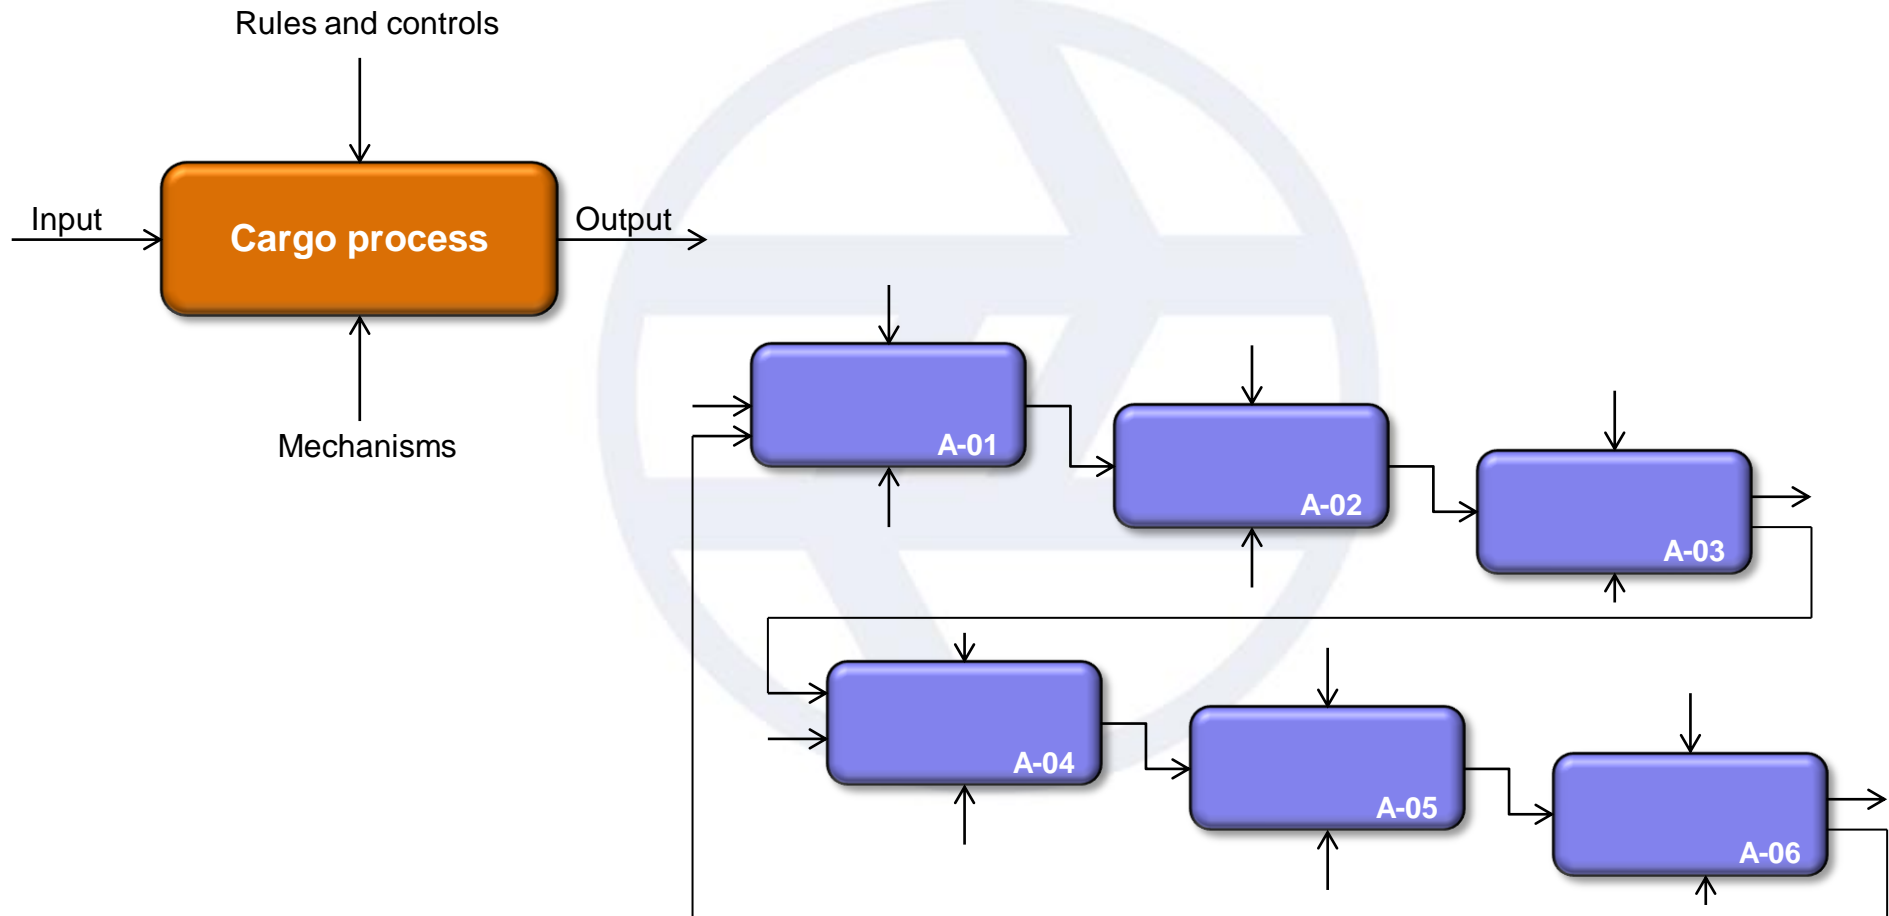 Rules and controls
Input
Cargo process
Output
Mechanisms
A-01
A-02
A-03
A-04
A-05
A-06